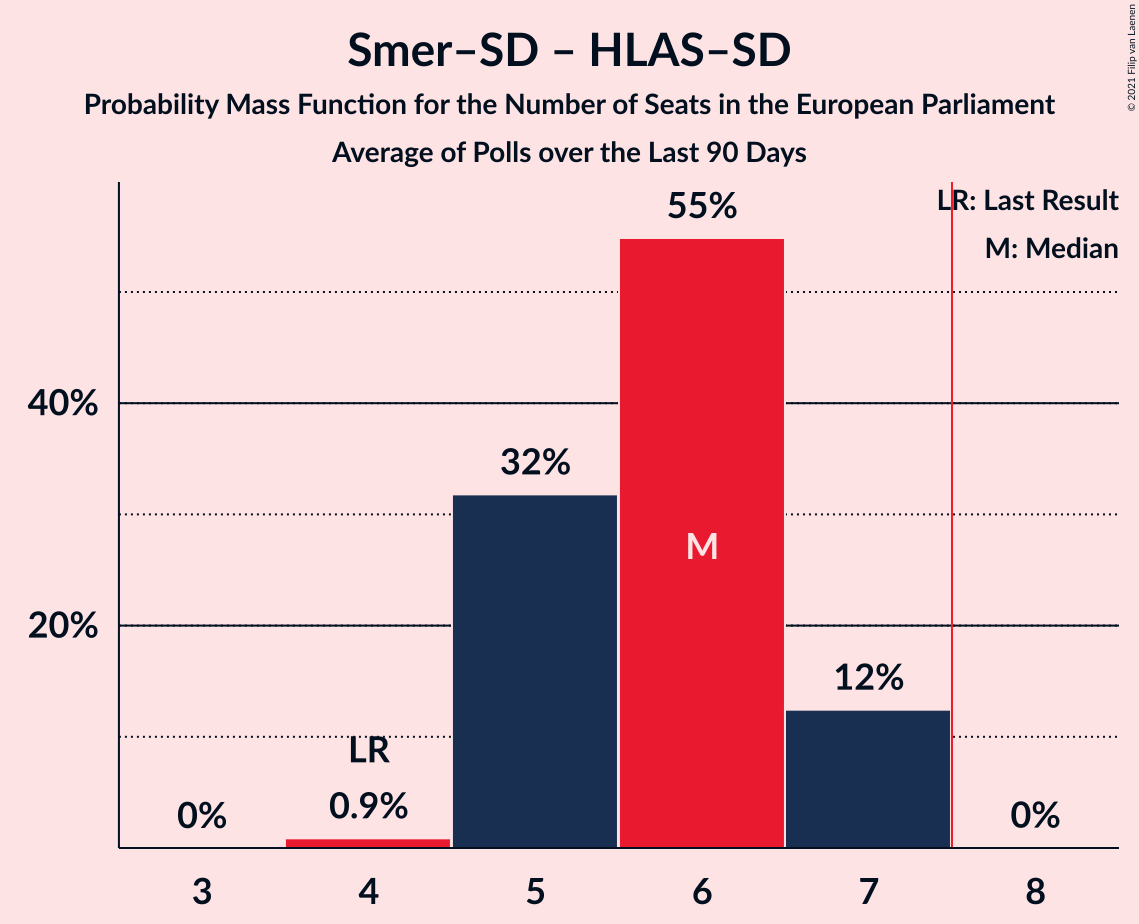 Smer–SD – HLAS–SD
Probability Mass Function for the Number of Seats in the European Parliament
Average of Polls over the Last 90 Days
© 2021 Filip van Laenen
LR: Last Result
M: Median
55%
40%
32%
M
20%
12%
LR
0%
0.9%
0%
3
4
5
6
7
8